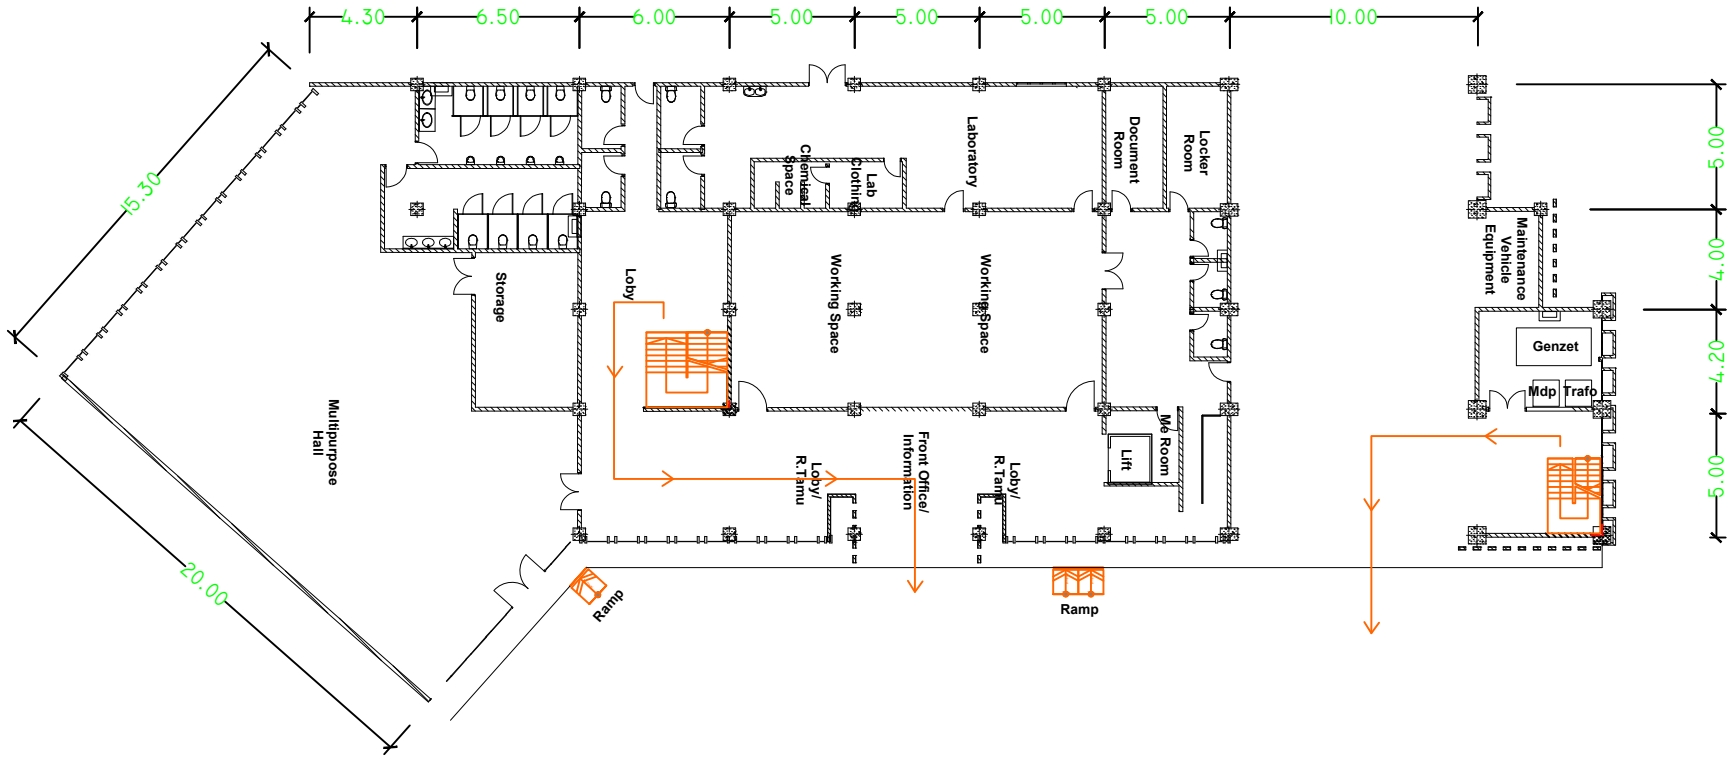 4.30
6.50
6.00
5.00
5.00
5.00
5.00
10.00
15.30
20.00
5.00
4.00
4.20
5.00
Chemical
Space
Lab
Clothing
Laboratory
Document
Room
Locker
Room
Maintenance
Vehicle
Equipment
Storage
Loby
Working Space
Working Space
Genzet
Mdp
Trafo
Multipurpose
Hall
Loby/
R.Tamu
Front Office/
Information
Loby/
R.Tamu
Lift
Me Room
Ramp
Ramp